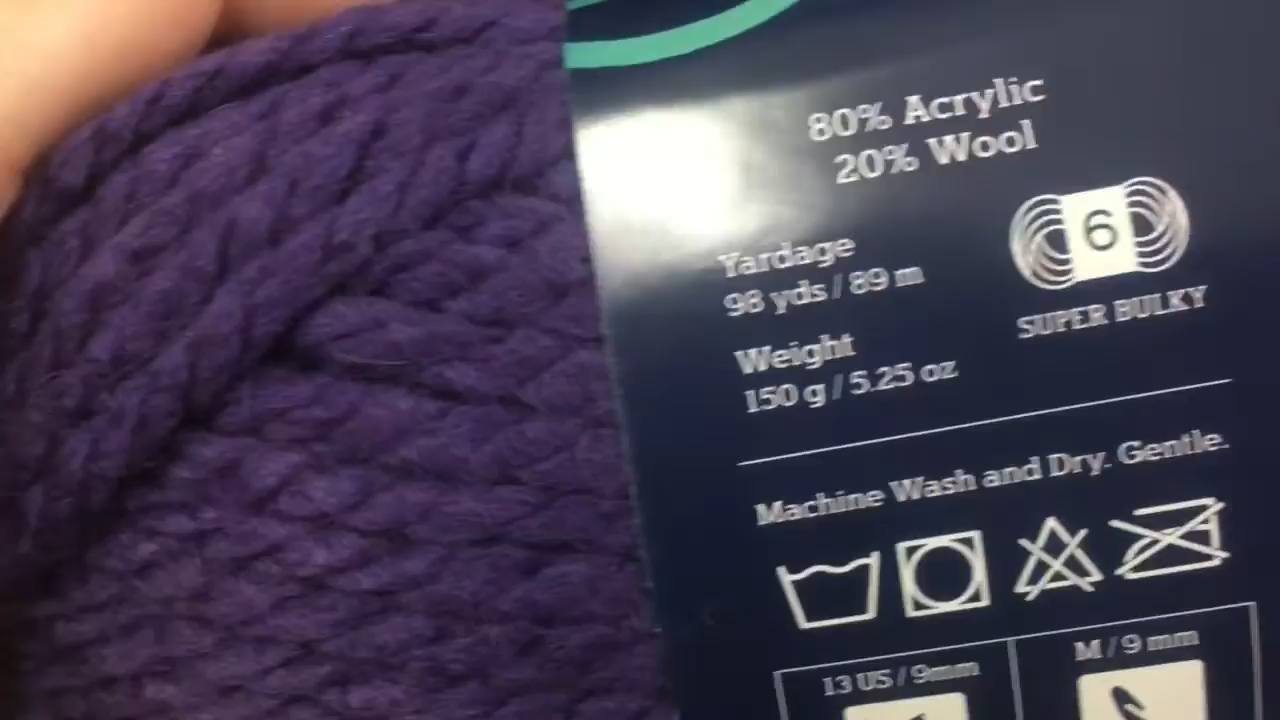 80% Acrylic
20% Wool
6
SUPER BULKY
Yardage
98 yds / 89 m
Weight
150 g / 5.25 oz
Machine Wash and Dry. Gentle.
13 US / 9mm
M / 9 mm